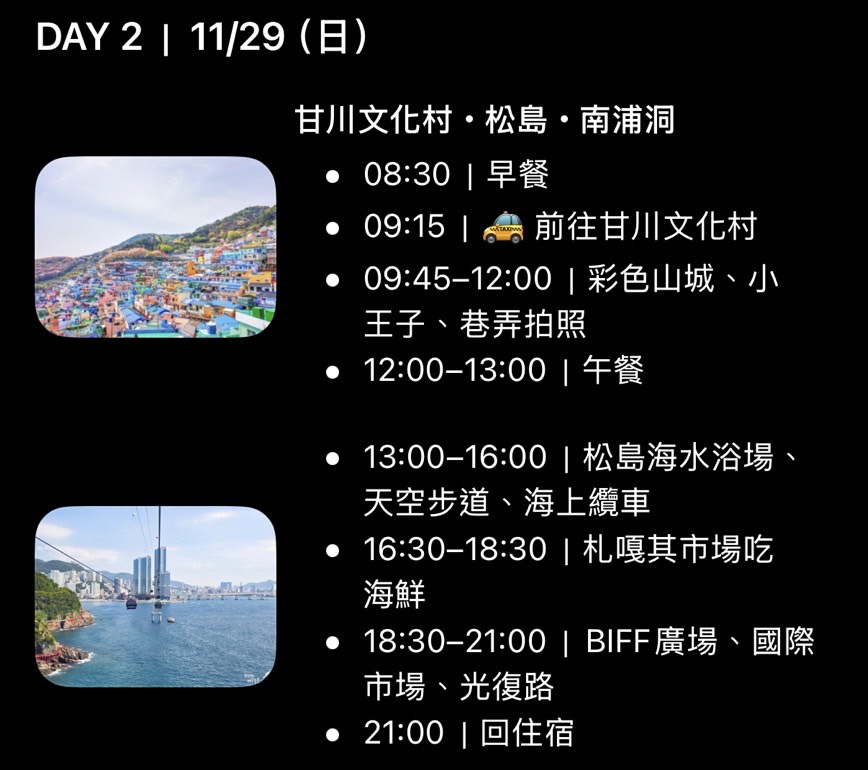 DAY 2 | 11/29（日）
甘川文化村・松島・南浦洞
• 08:30 | 早餐
• 09:15 | 🚕 前往甘川文化村
• 09:45–12:00 | 彩色山城、小
王子、巷弄拍照
• 12:00–13:00 | 午餐
• 13:00–16:00 | 松島海水浴場、
天空步道、海上纜車
• 16:30–18:30 | 札嘎其市場吃
海鮮
• 18:30–21:00 | BIFF廣場、國際
市場、光復路
• 21:00 | 回住宿